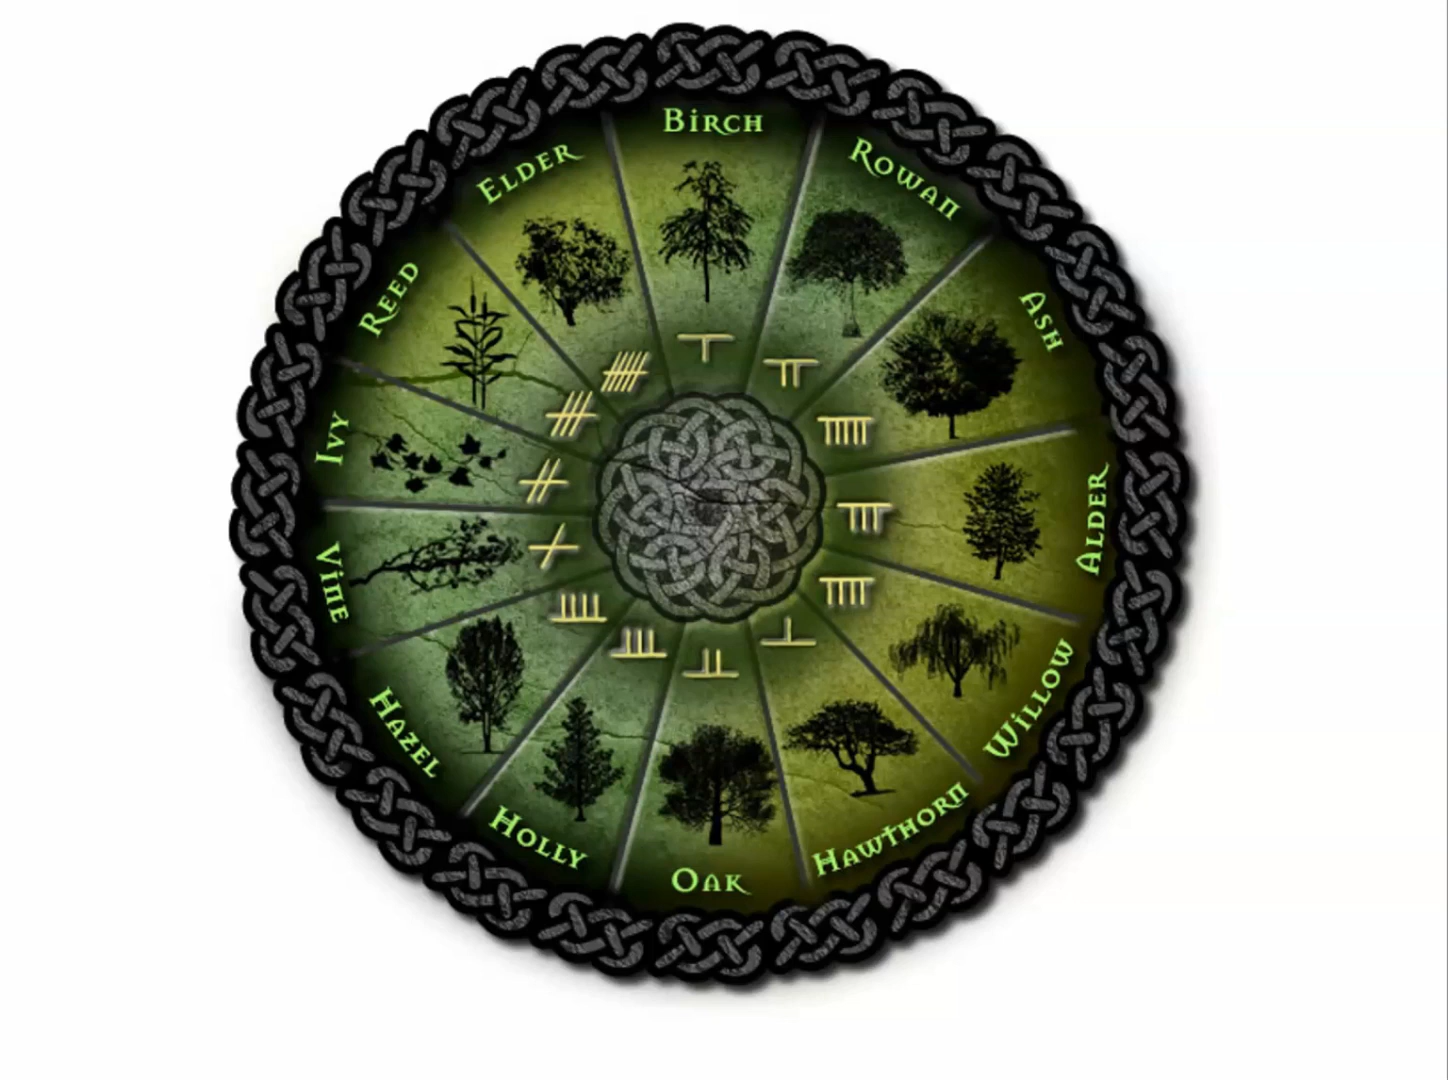 Birch
Rowan
Ash
Alder
Willow
Hawthorn
Oak
Holly
Hazel
Vine
Ivy
Reed
Elder